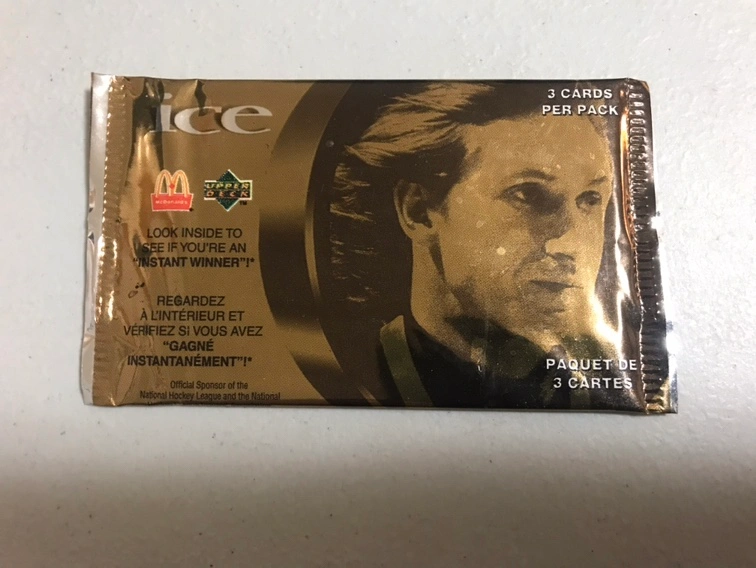 ice
3 CARDS
PER PACK
McDonald's
UPPER
DECK
TM
LOOK INSIDE TO
SEE IF YOU'RE AN
"INSTANT WINNER"!*
REGARDEZ
À L'INTÉRIEUR ET
VÉRIFIEZ SI VOUS AVEZ
"GAGNÉ
INSTANTANÉMENT"!*
Official Sponsor of the
National Hockey League and the National
PAQUET DE
3 CARTES